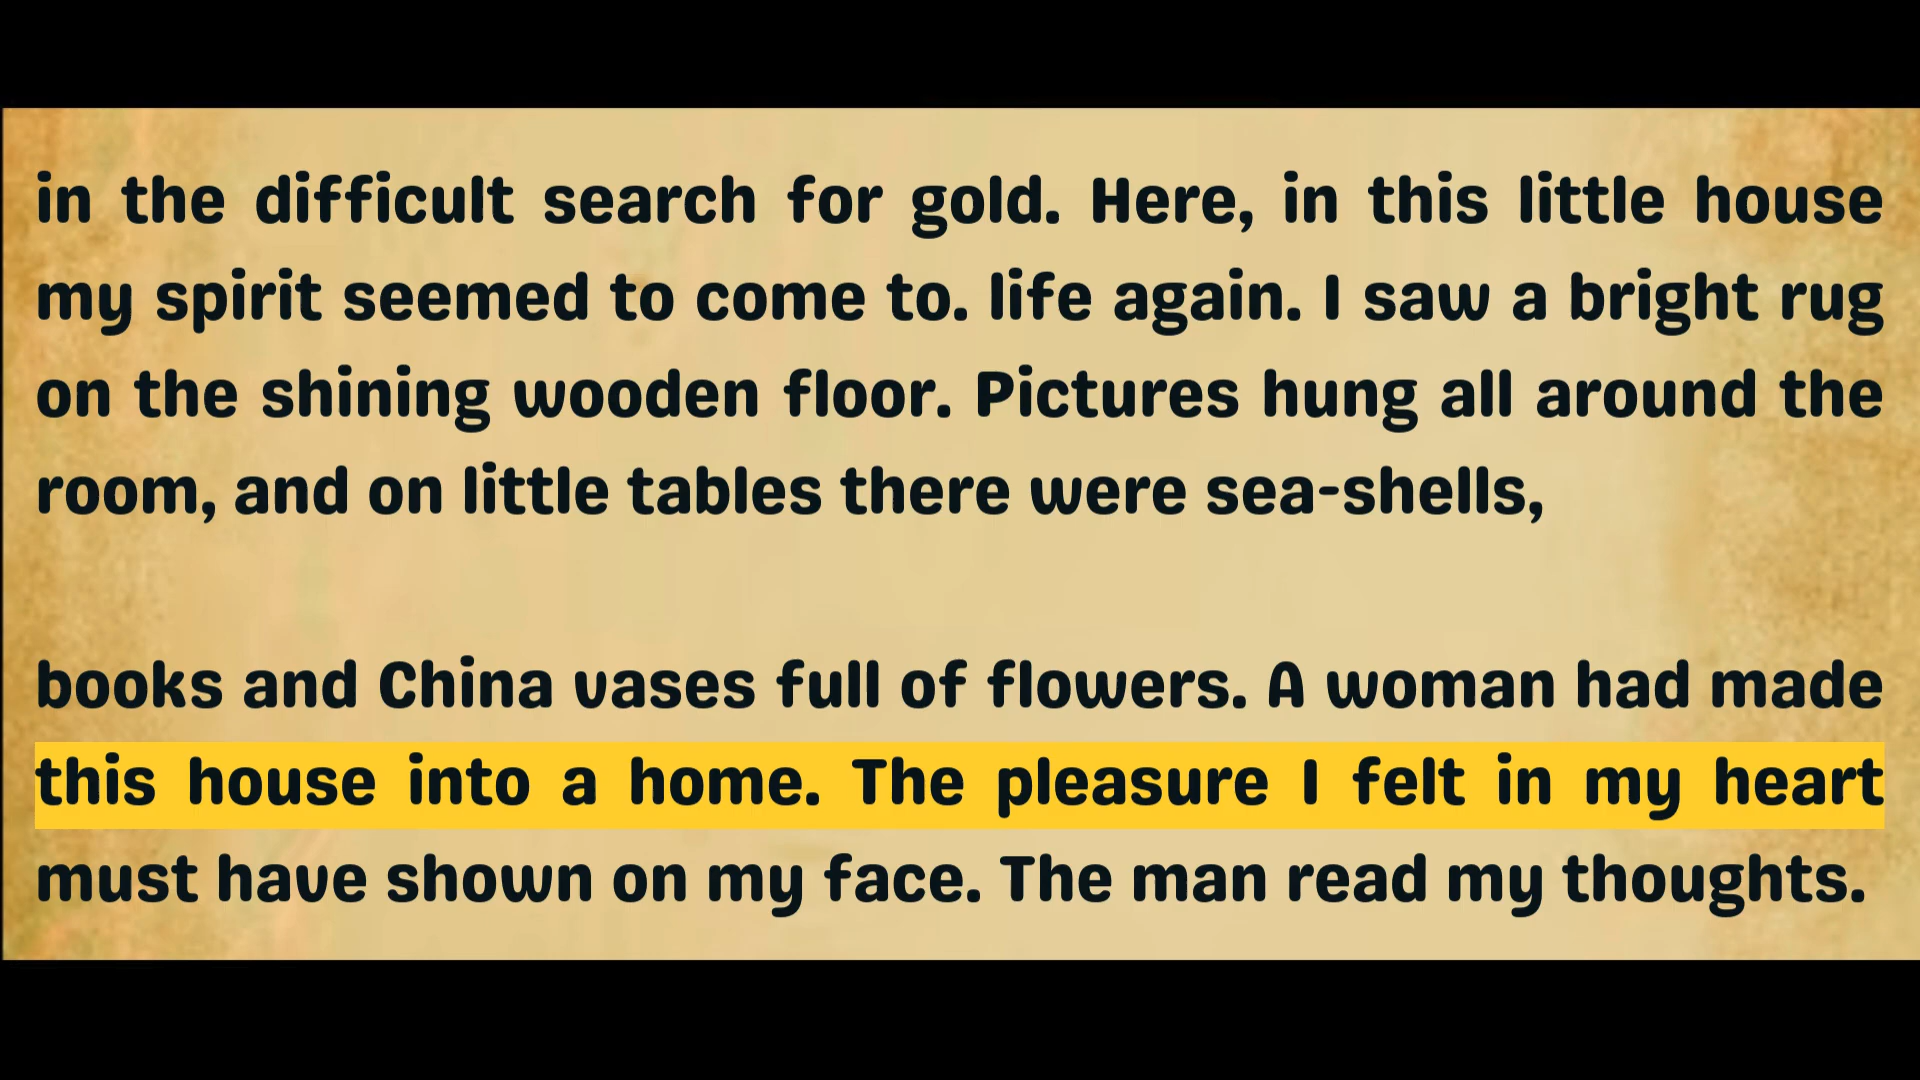 in the difficult search for gold. Here, in this little house
my spirit seemed to come to. life again. I saw a bright rug
on the shining wooden floor. Pictures hung all around the
room, and on little tables there were sea-shells,
books and China vases full of flowers. A woman had made
this house into a home. The pleasure I felt in my heart
must have shown on my face. The man read my thoughts.